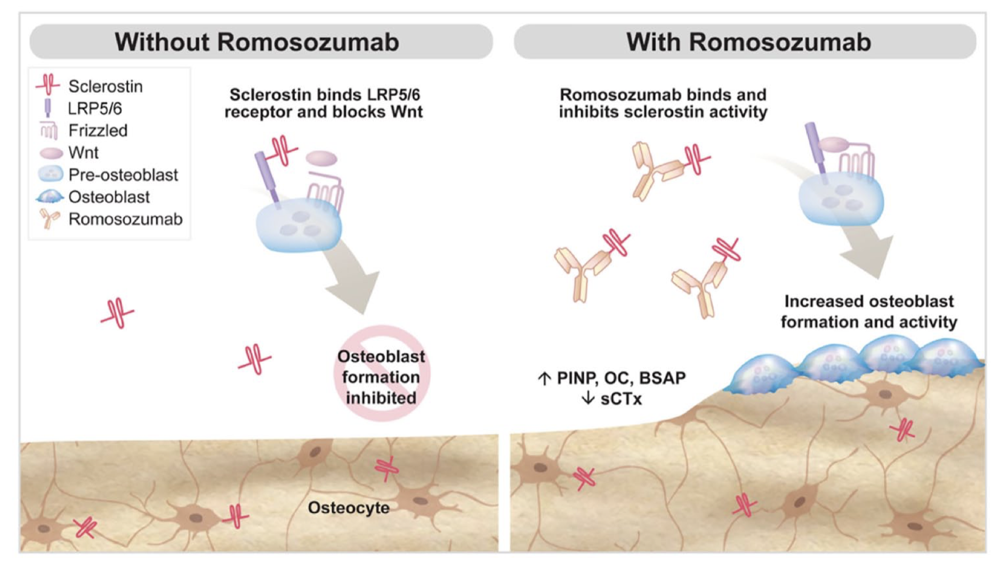 Without Romosozumab
Sclerostin
LRP5/6
Frizzled
Wnt
Pre-osteoblast
Osteoblast
Romosozumab
Sclerostin binds LRP5/6
receptor and blocks Wnt
Osteoblast
formation
inhibited
Osteocyte
With Romosozumab
Romosozumab binds and
inhibits sclerostin activity
Increased osteoblast
formation and activity
↑ PINP, OC, BSAP
↓ sCTx